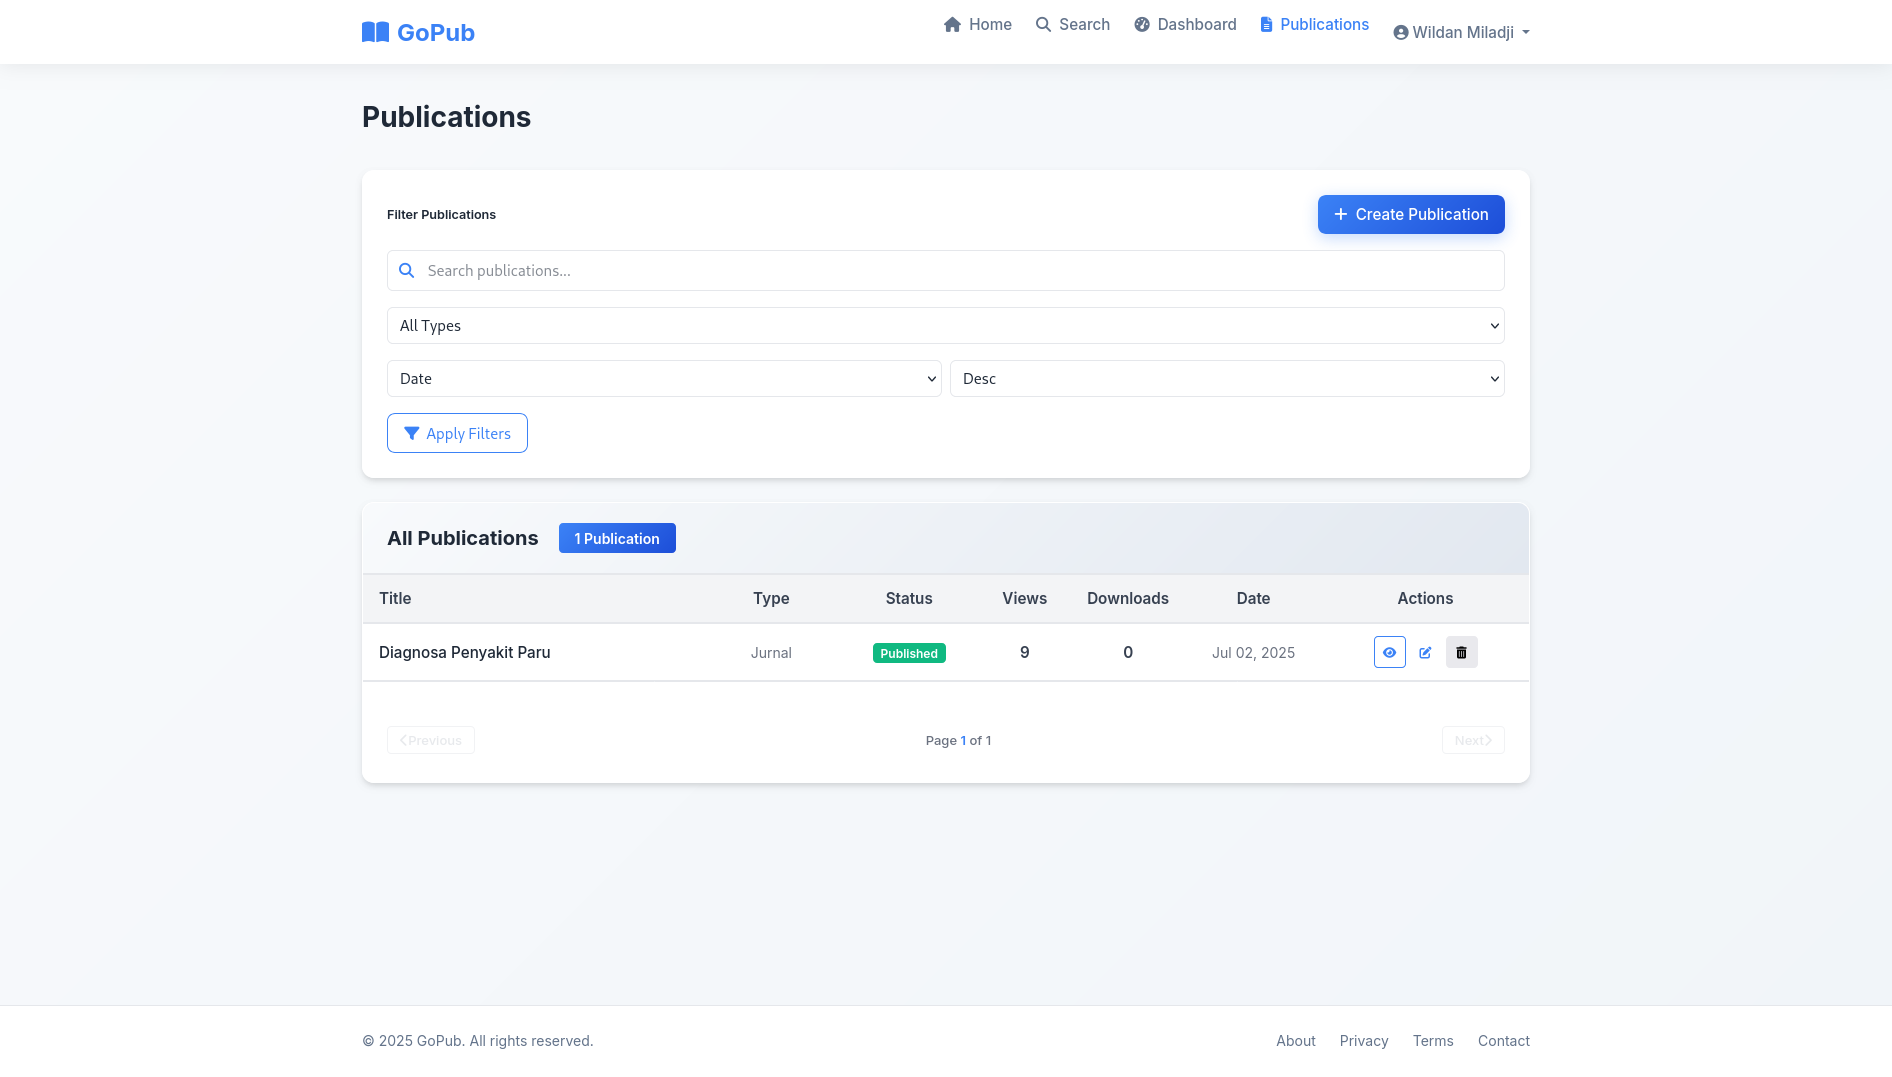 GoPub
Home
Search
Dashboard
Publications
Wildan Miladji
Publications
Filter Publications
Create Publication
Search publications...
All Types
Date
Desc
Apply Filters
All Publications
1 Publication
Title Type Status Views Downloads Date Actions
Diagnosa Penyakit Paru Jurnal Published 9 0 Jul 02, 2025
Previous
Page 1 of 1
Next
© 2025 GoPub. All rights reserved.
About
Privacy
Terms
Contact